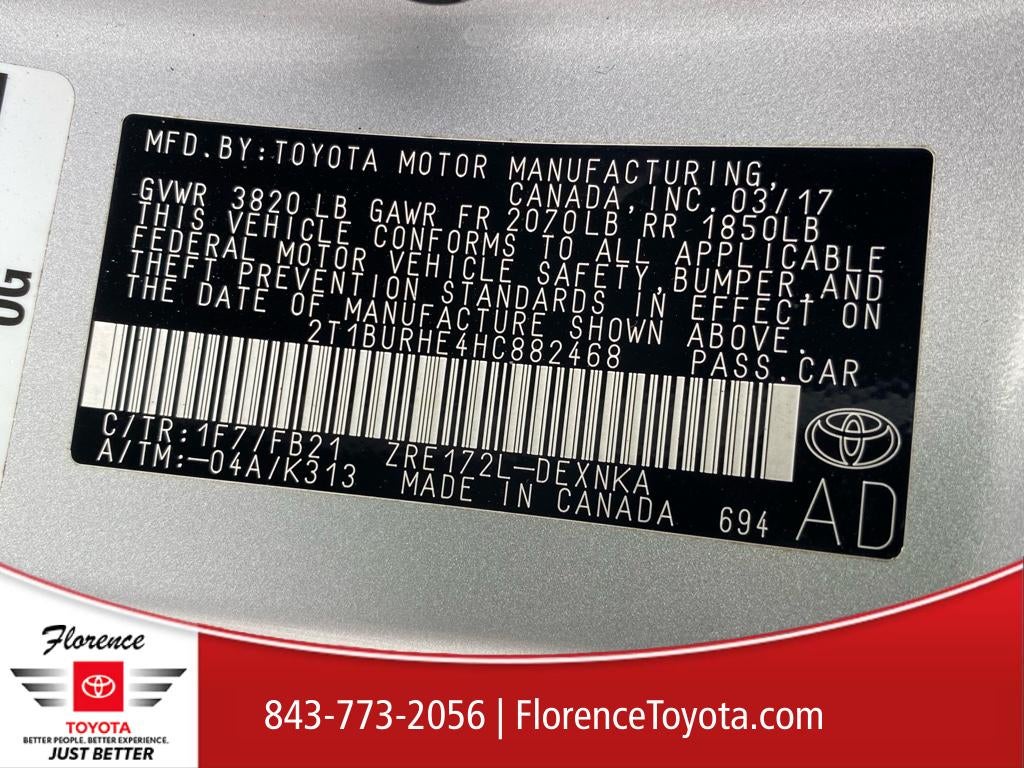 MFD.BY:TOYOTA MOTOR MANUFACTURING,
CANADA,INC.03/17
GVWR 3820LB GAWR FR 2070LB RR 1850LB
THIS VEHICLE CONFORMS TO ALL APPLICABLE
FEDERAL MOTOR VEHICLE SAFETY,BUMPER,AND
THEFT PREVENTION STANDARDS IN EFFECT ON
THE DATE OF MANUFACTURE SHOWN ABOVE.
2T1BURHE4HC882468 PASS.CAR
C/TR:1F7/FB21 ZRE172L-DEXNKA
A/TM:-04A/K313 MADE IN CANADA 694 AD
0G
Florence
TOYOTA
BETTER PEOPLE. BETTER EXPERIENCE.
JUST BETTER
843-773-2056 | FlorenceToyota.com